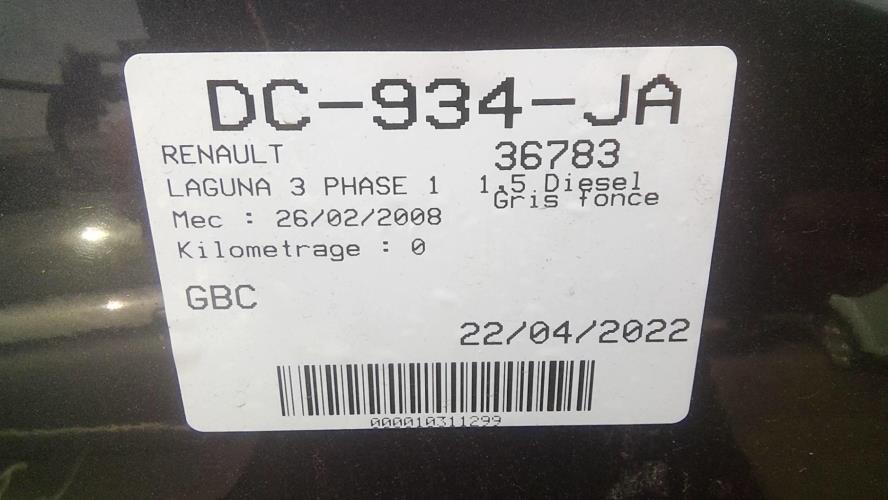 DC-934-JA
RENAULT 36783
LAGUNA 3 PHASE 1 1.5 Diesel
Gris fonce
Mec : 26/02/2008
Kilometrage : 0
GBC
22/04/2022
000010311299